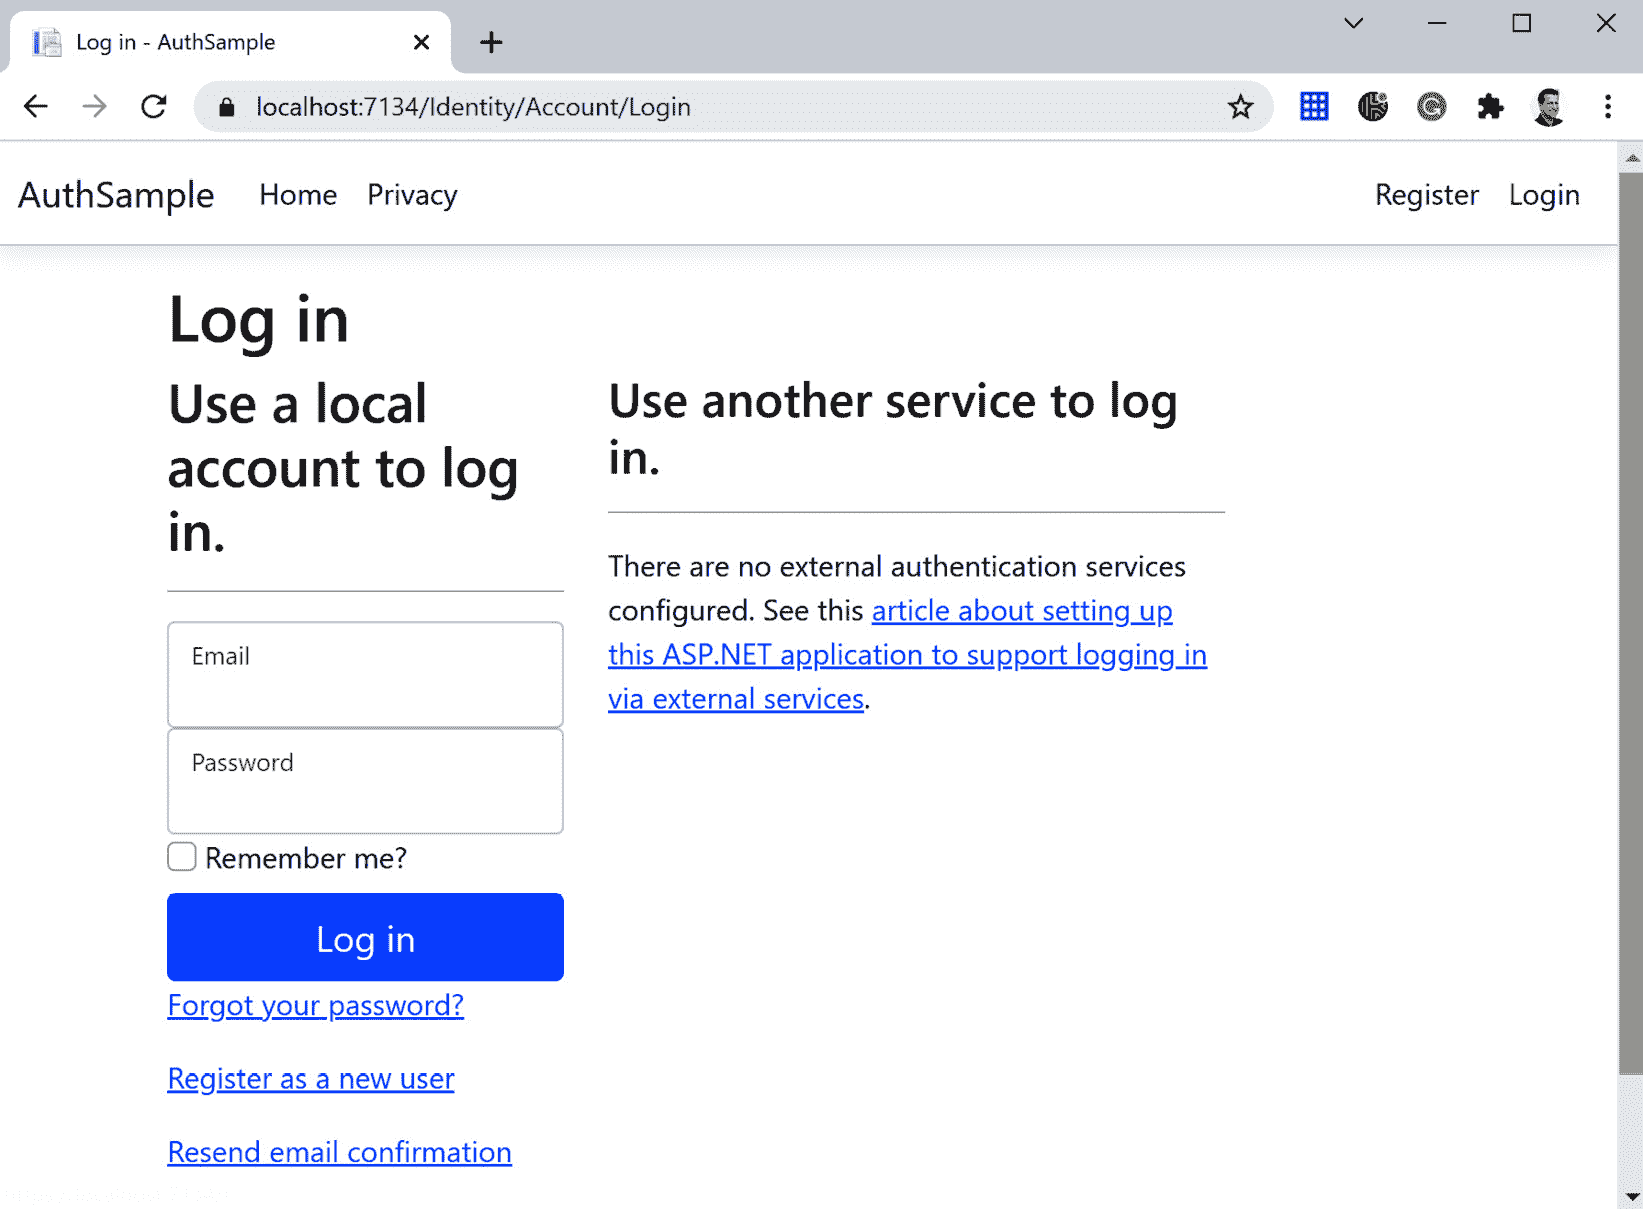 Log in - AuthSample
localhost:7134/Identity/Account/Login
AuthSample Home Privacy Register Login
Log in
Use a local
account to log
in.
Email
Password
Remember me?
Log in
Forgot your password?
Register as a new user
Resend email confirmation
Use another service to log
in.
There are no external authentication services
configured. See this article about setting up
this ASP.NET application to support logging in
via external services.